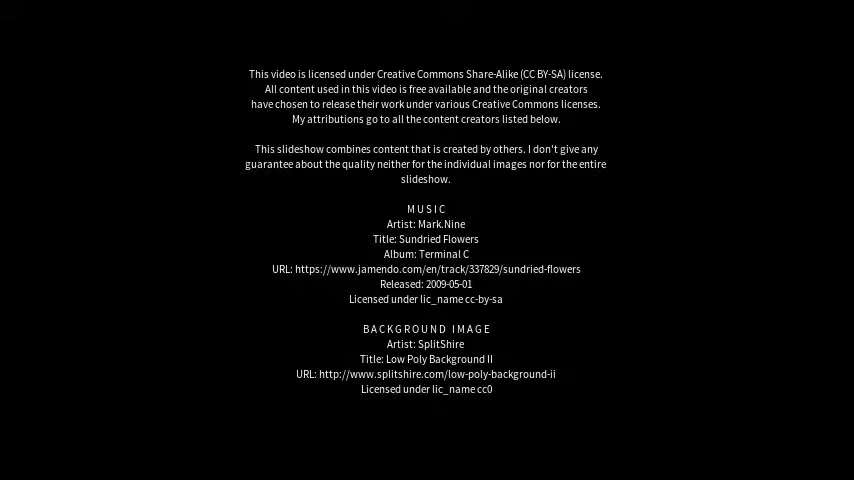 This video is licensed under Creative Commons Share-Alike (CC BY-SA) license.
All content used in this video is free available and the original creators
have chosen to release their work under various Creative Commons licenses.
My attributions go to all the content creators listed below.
This slideshow combines content that is created by others. I don't give any
guarantee about the quality neither for the individual images nor for the entire
slideshow.
MUSIC
Artist: Mark.Nine
Title: Sundried Flowers
Album: Terminal C
URL: https://www.jamendo.com/en/track/337829/sundried-flowers
Released: 2009-05-01
Licensed under lic_name cc-by-sa
BACKGROUND IMAGE
Artist: SplitShire
Title: Low Poly Background II
URL: http://www.splitshire.com/low-poly-background-ii
Licensed under lic_name cc0